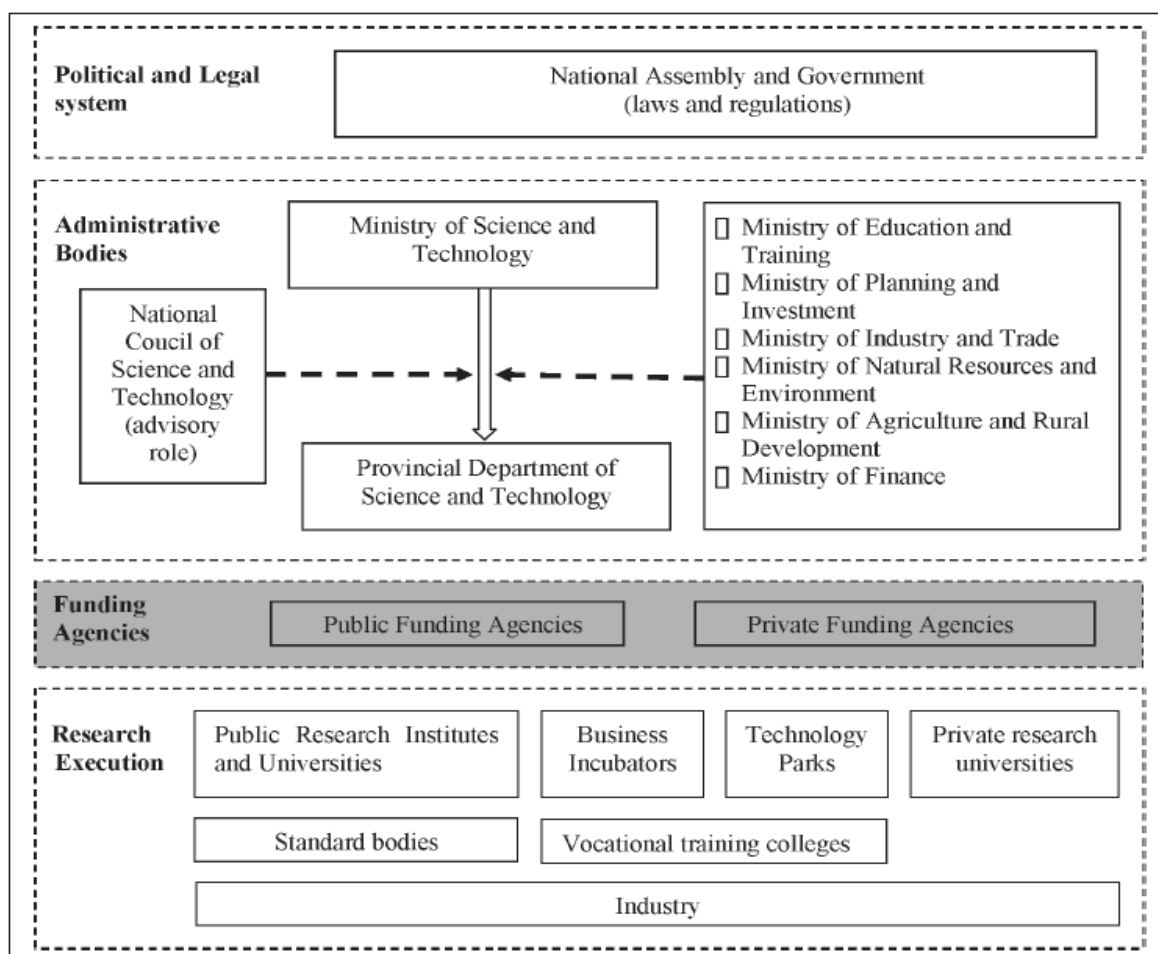 Political and Legal
system
National Assembly and Government
(laws and regulations)
Administrative
Bodies
Ministry of Science and
Technology
National
Coucil of
Science and
Technology
(advisory
role)
Provincial Department of
Science and Technology
Ministry of Education and
Training
Ministry of Planning and
Investment
Ministry of Industry and Trade
Ministry of Natural Resources and
Environment
Ministry of Agriculture and Rural
Development
Ministry of Finance
Funding
Agencies
Public Funding Agencies
Private Funding Agencies
Research
Execution
Public Research Institutes
and Universities
Business
Incubators
Technology
Parks
Private research
universities
Standard bodies
Vocational training colleges
Industry